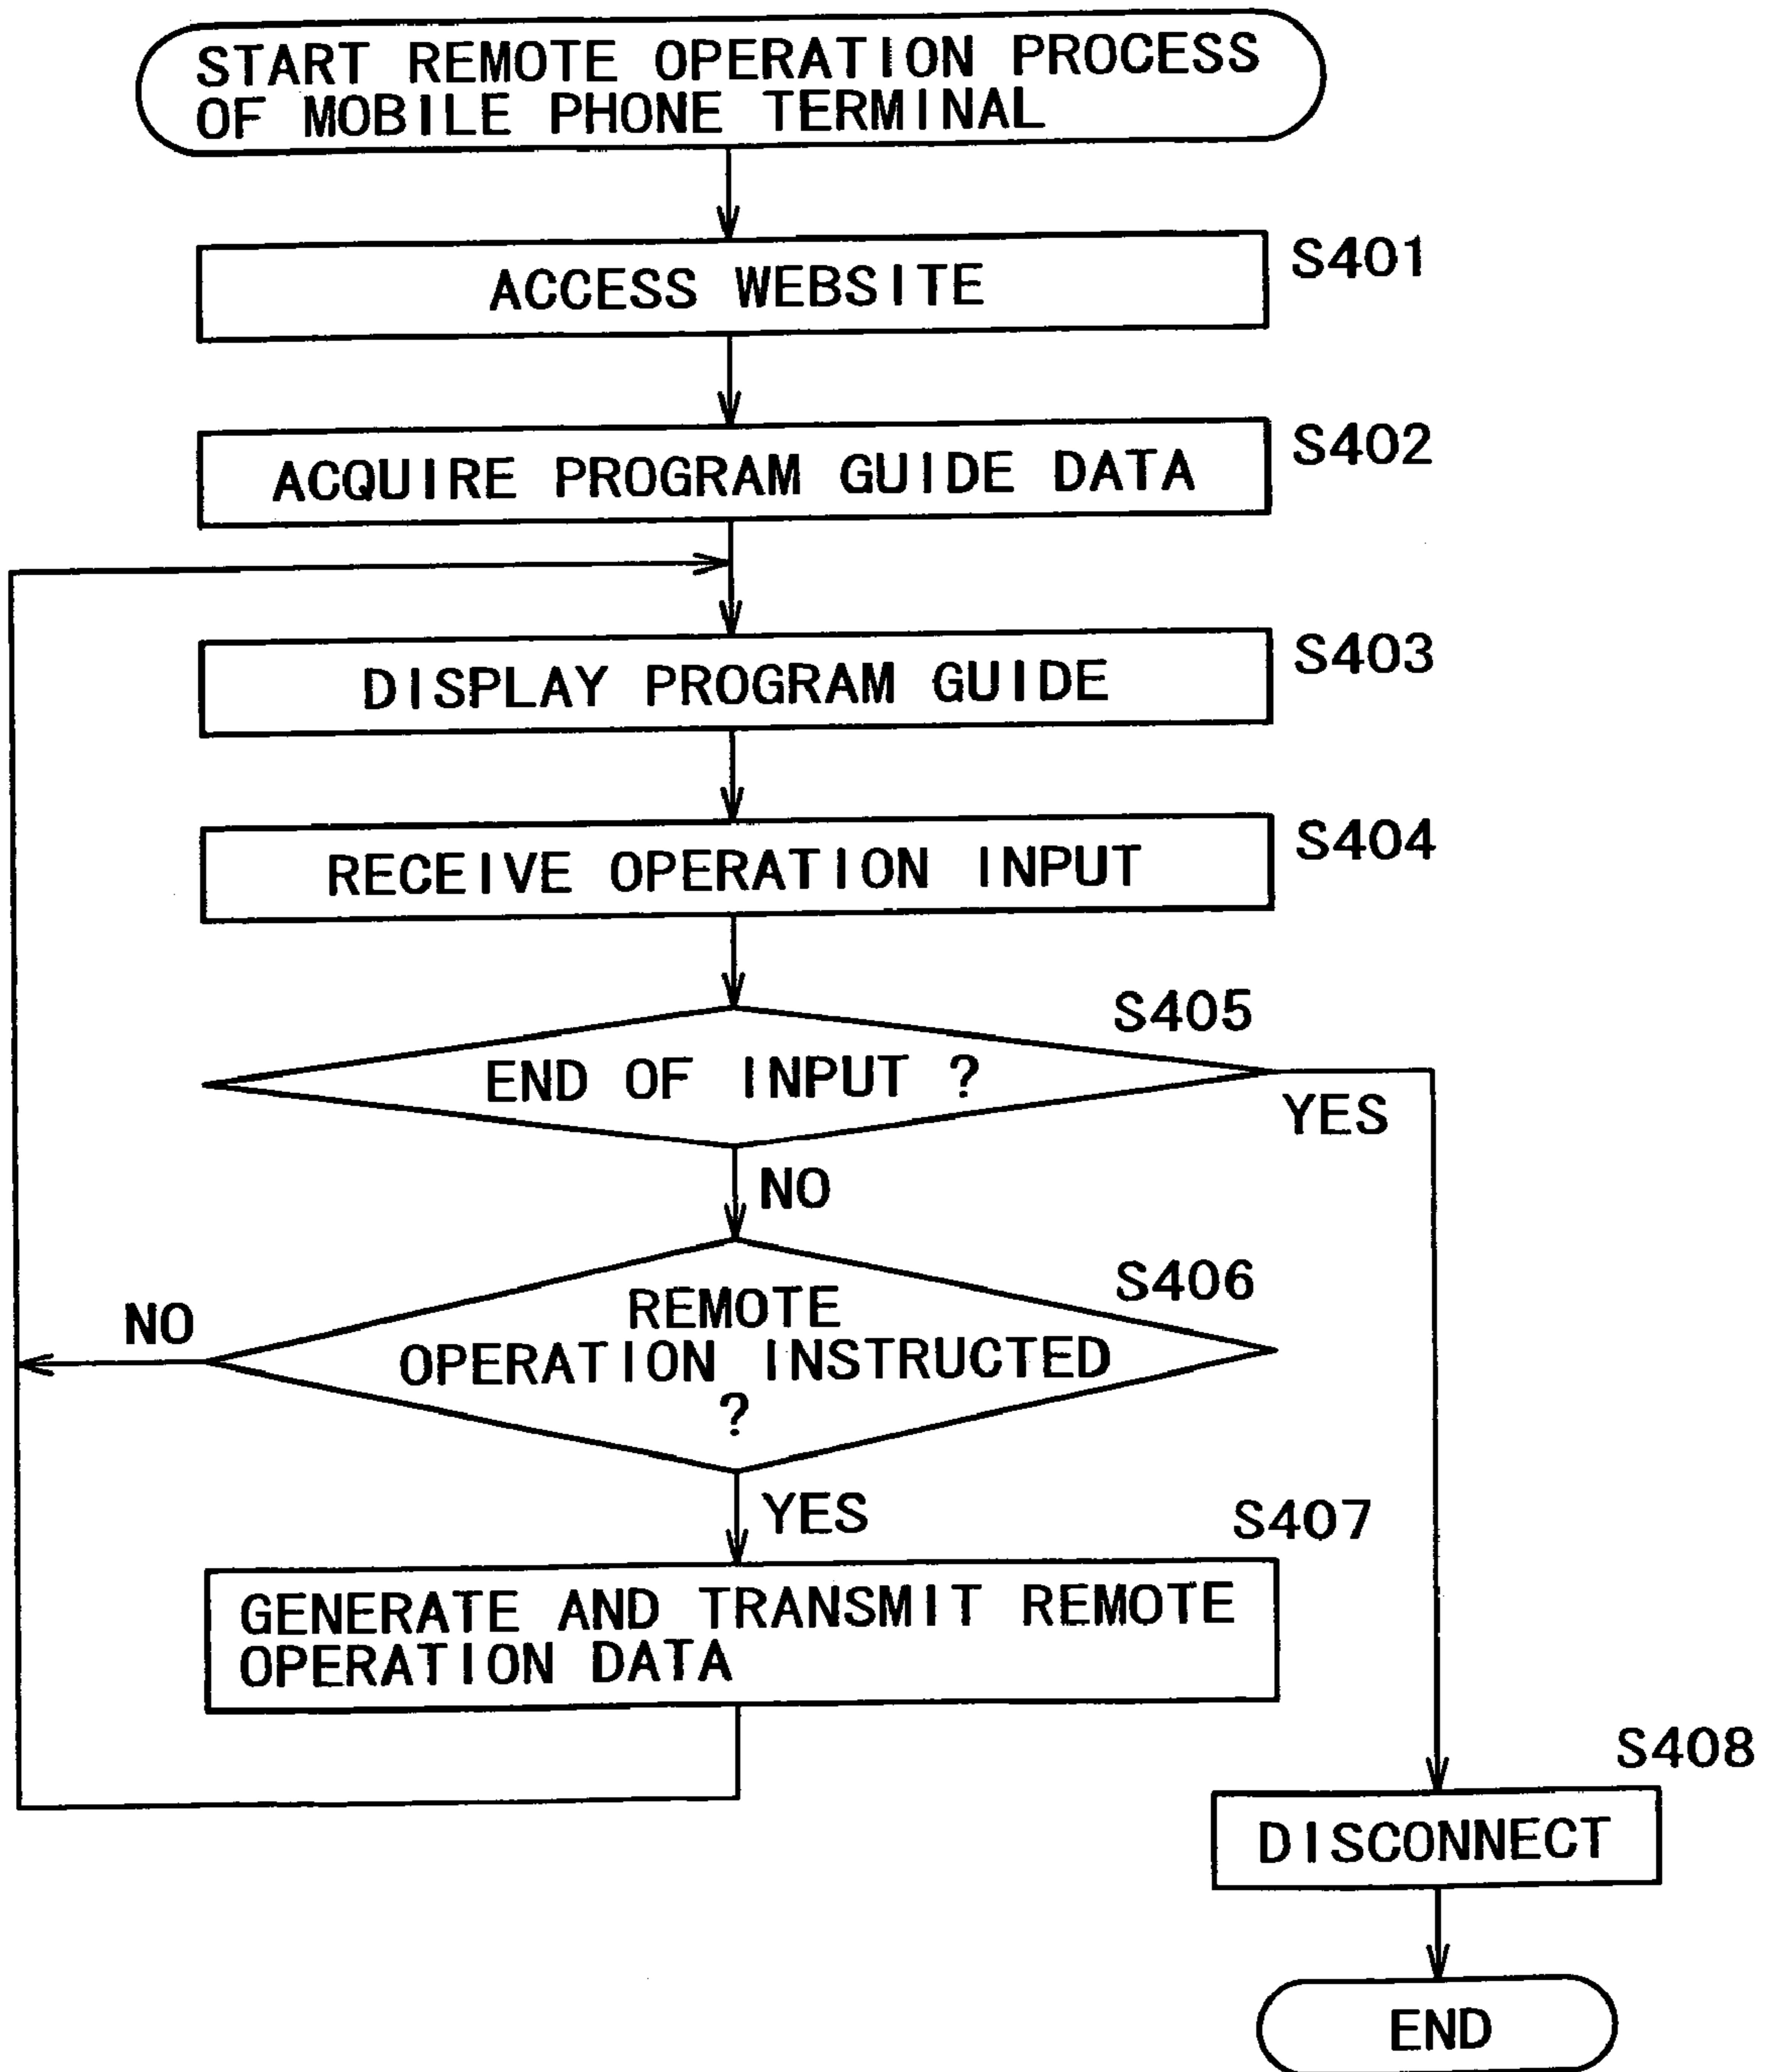 START REMOTE OPERATION PROCESS
OF MOBILE PHONE TERMINAL
S401
ACCESS WEBSITE
S402
ACQUIRE PROGRAM GUIDE DATA
S403
DISPLAY PROGRAM GUIDE
S404
RECEIVE OPERATION INPUT
S405
END OF INPUT ?
YES
NO
S406
NO
REMOTE
OPERATION INSTRUCTED
?
YES
S407
GENERATE AND TRANSMIT REMOTE
OPERATION DATA
S408
DISCONNECT
END